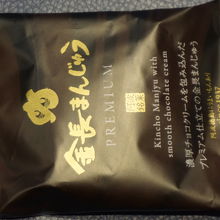 金長まんじゅう
PREMIUM
Kincho Manjyu with
smooth chocolate cream
濃厚チョコクリームを包み込んだ
プレミアム仕立ての金長まんじゅう